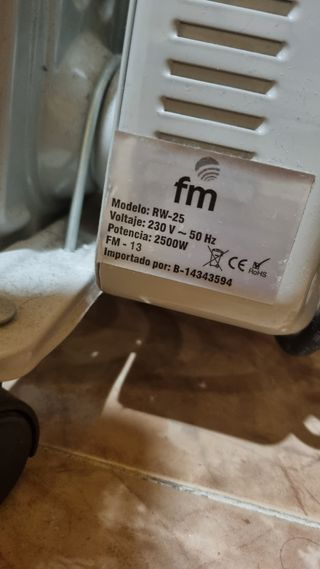 fm
Modelo: RW-25
Voltaje: 230 V ~ 50 Hz
Potencia: 2500W
FM - 13
Importado por: B-14343594
CE
RoHS